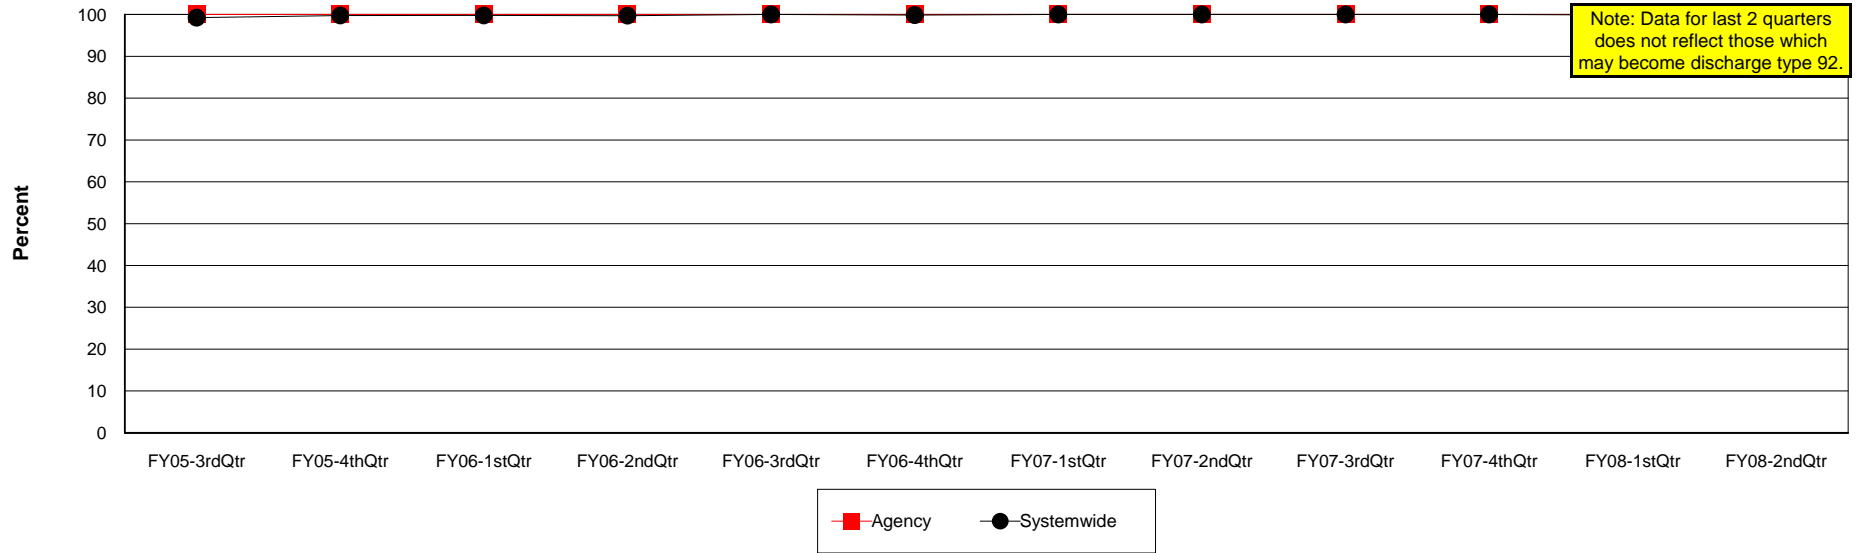 Note: Data for last 2 quarters
does not reflect those which
may become discharge type 92.
Percent
100
90
80
70
60
50
40
30
20
10
0
FY05-3rdQtr FY05-4thQtr FY06-1stQtr FY06-2ndQtr FY06-3rdQtr FY06-4thQtr FY07-1stQtr FY07-2ndQtr FY07-3rdQtr FY07-4thQtr FY08-1stQtr FY08-2ndQtr
Agency Systemwide